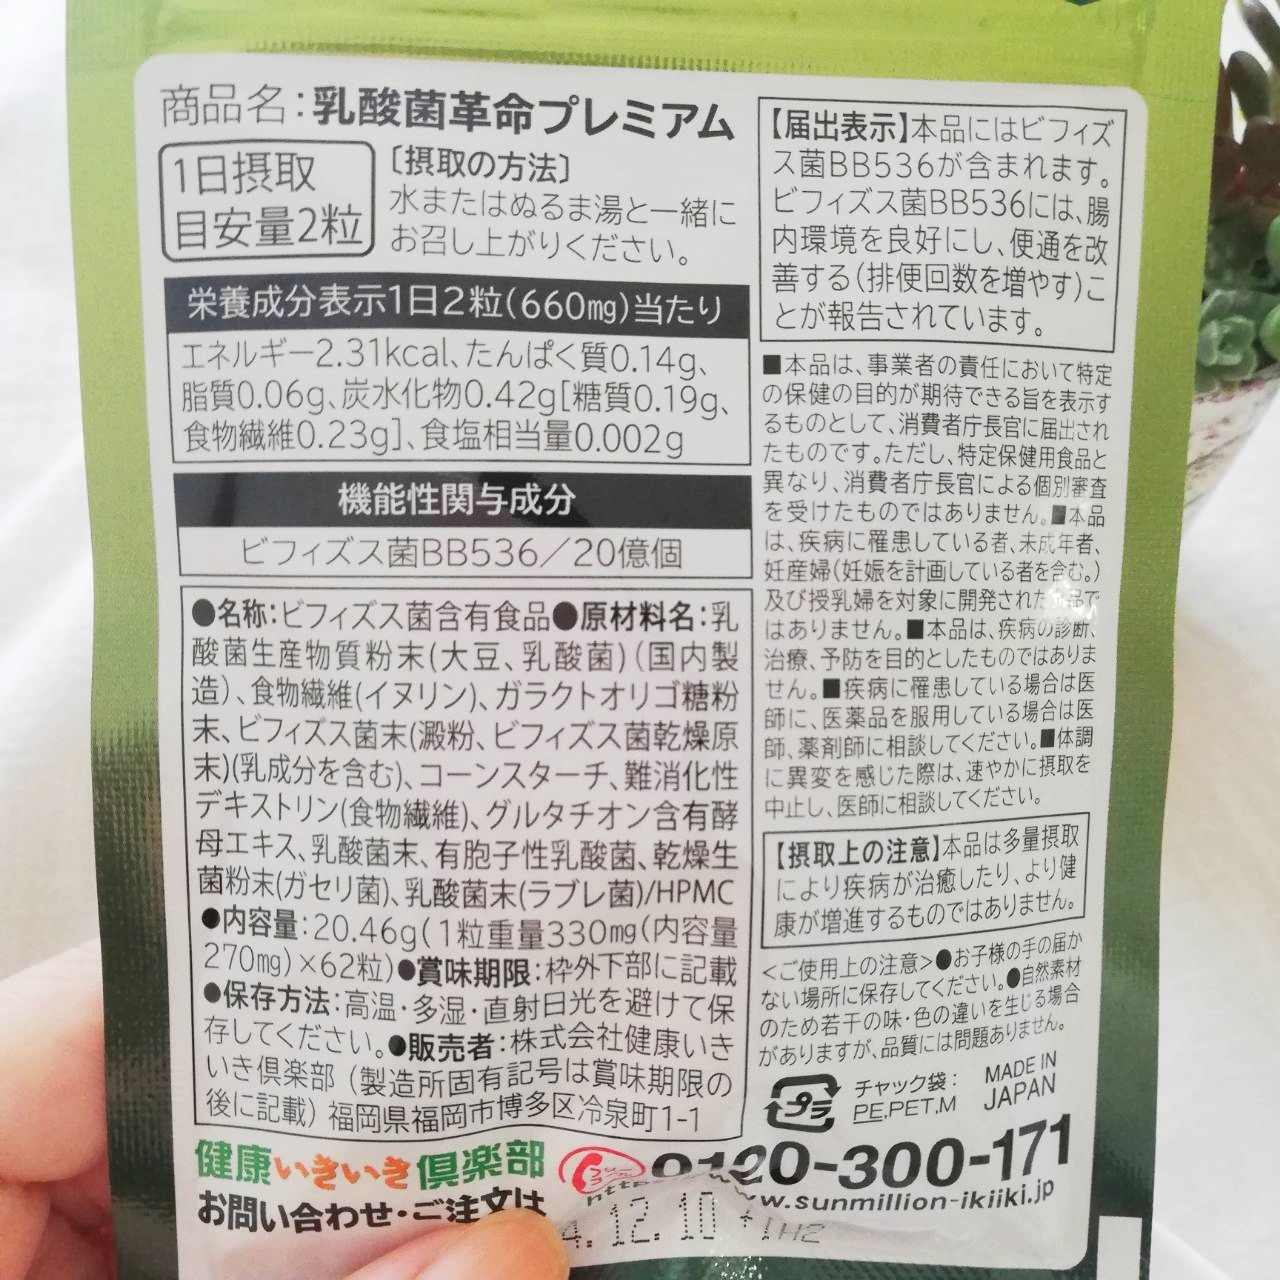 商品名：乳酸菌革命プレミアム
1日摂取
目安量2粒
〔摂取の方法〕
水またはぬるま湯と一緒に
お召し上がりください。
栄養成分表示1日2粒(660㎎)当たり
エネルギー2.31kcal、たんぱく質0.14g、
脂質0.06g、炭水化物0.42g[糖質0.19g、
食物繊維0.23g]、食塩相当量0.002g
機能性関与成分
ビフィズス菌BB536／20億個
●名称：ビフィズス菌含有食品●原材料名：乳
酸菌生産物質粉末(大豆、乳酸菌)(国内製
造)、食物繊維(イヌリン)、ガラクトオリゴ糖粉
末、ビフィズス菌末(澱粉、ビフィズス菌乾燥原
末)(乳成分を含む)、コーンスターチ、難消化性
デキストリン(食物繊維)、グルタチオン含有酵
母エキス、乳酸菌末、有胞子性乳酸菌、乾燥生
菌粉末(ガセリ菌)、乳酸菌末(ラブレ菌)/HPMC
●内容量：20.46g(1粒重量330㎎(内容量
270㎎)×62粒)●賞味期限：枠外下部に記載
●保存方法：高温・多湿・直射日光を避けて保
存してください。●販売者：株式会社健康いき
いき倶楽部（製造所固有記号は賞味期限の
後に記載）福岡県福岡市博多区冷泉町1-1
【届出表示】本品にはビフィズ
ス菌BB536が含まれます。
ビフィズス菌BB536には、腸
内環境を良好にし、便通を改
善する(排便回数を増やす)こ
とが報告されています。
■本品は、事業者の責任において特定
の保健の目的が期待できる旨を表示す
るものとして、消費者庁長官に届出され
たものです。ただし、特定保健用食品と
異なり、消費者庁長官による個別審査
を受けたものではありません。■本品
は、疾病に罹患している者、未成年者、
妊産婦(妊娠を計画している者を含む。)
及び授乳婦を対象に開発された品で
はありません。■本品は、疾病の診断、
治療、予防を目的としたものではありま
せん。■疾病に罹患している場合は医
師に、医薬品を服用している場合は医
師、薬剤師に相談してください。■体調
に異変を感じた際は、速やかに摂取を
中止し、医師に相談してください。
【摂取上の注意】本品は多量摂取
により疾病が治癒したり、より健
康が増進するものではありません。
<ご使用上の注意>●お子様の手の届か
ない場所に保存してください。●自然素材
のため若干の味・色の違いを生じる場合
がありますが、品質には問題ありません。
プラ
チャック袋：
PE,PET,M
MADE IN
JAPAN
健康いきいき倶楽部
お問い合わせ・ご注文は
0120-300-171
www.sunmillion-ikiiki.jp
4.12.10 +1H2